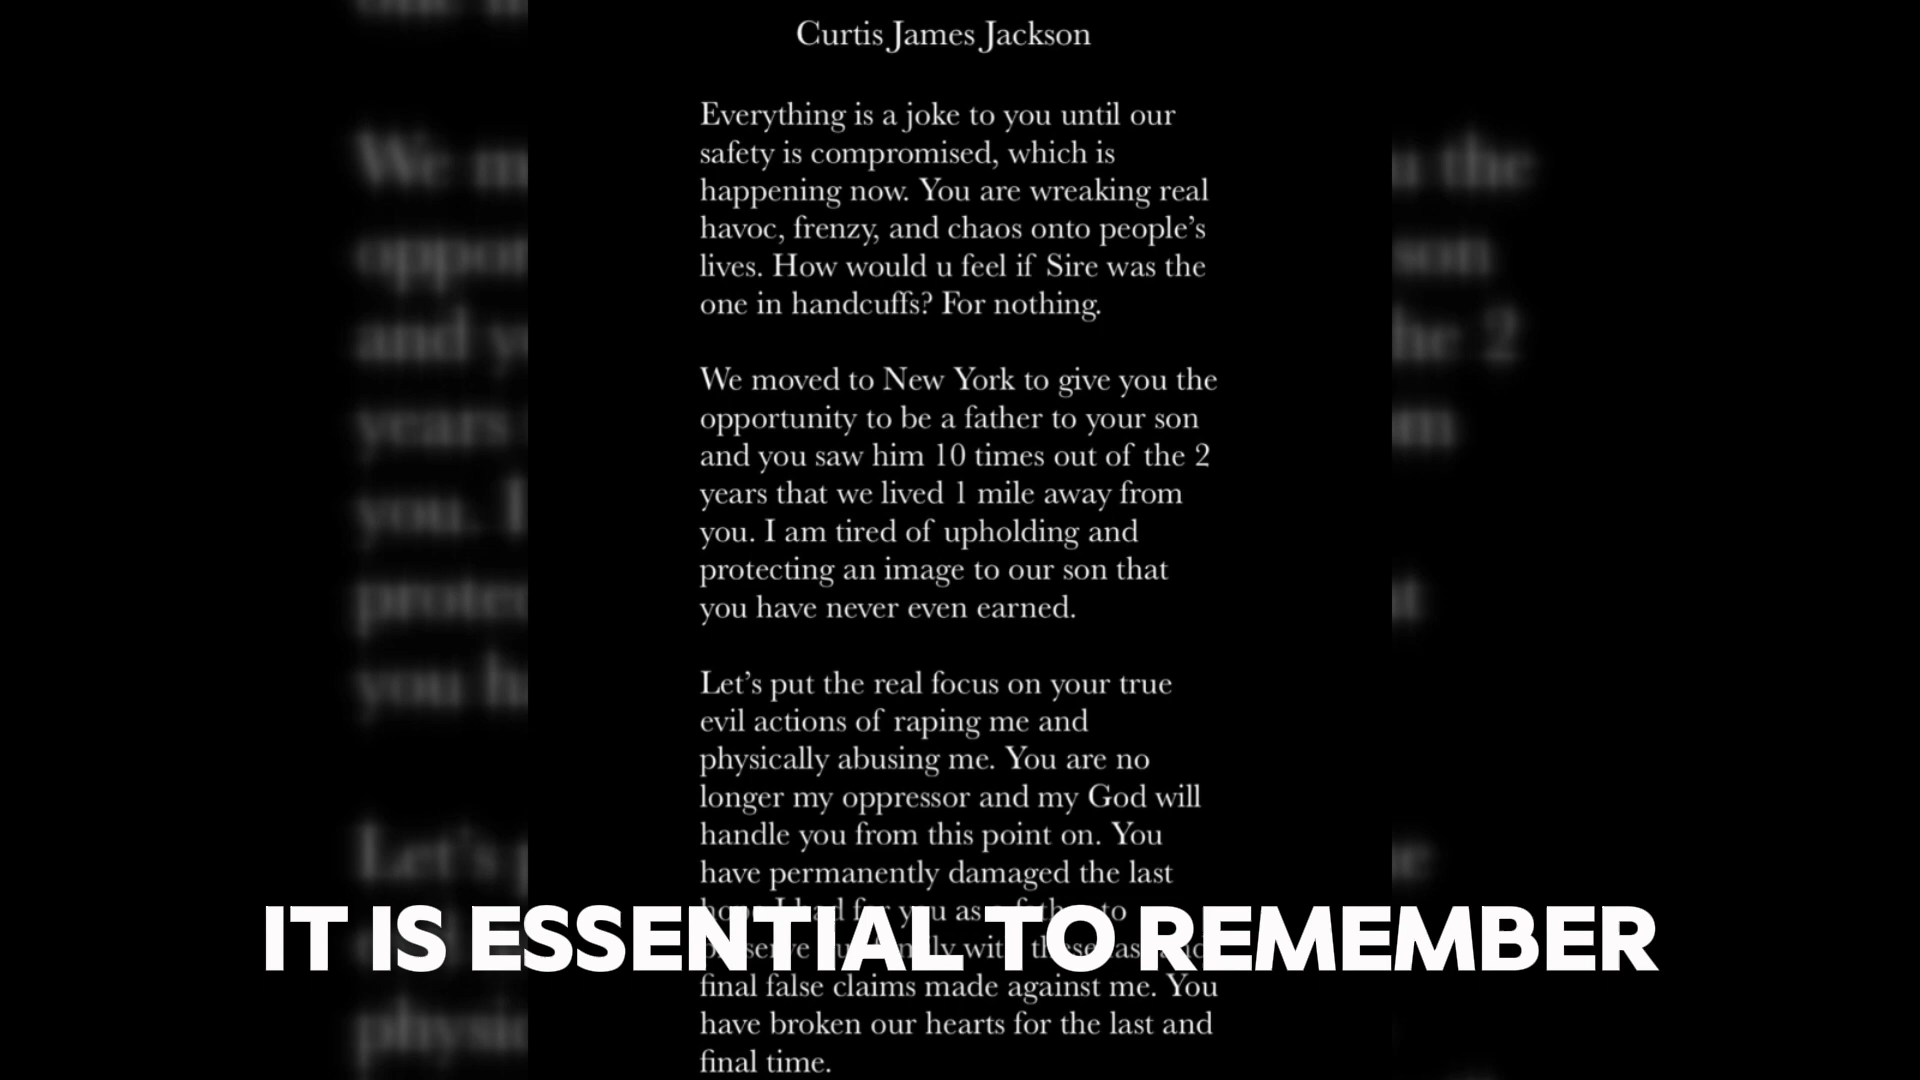 Curtis James Jackson
Everything is a joke to you until our
safety is compromised, which is
happening now. You are wreaking real
havoc, frenzy, and chaos onto people's
lives. How would u feel if Sire was the
one in handcuffs? For nothing.
We moved to New York to give you the
opportunity to be a father to your son
and you saw him 10 times out of the 2
years that we lived 1 mile away from
you. I am tired of upholding and
protecting an image to our son that
you have never even earned.
Let's put the real focus on your true
evil actions of raping me and
physically abusing me. You are no
longer my oppressor and my God will
handle you from this point on. You
have permanently damaged the last
you as to
IT IS ESSENTIAL TO REMEMBER
final false claims made against me. You
have broken our hearts for the last and
final time.